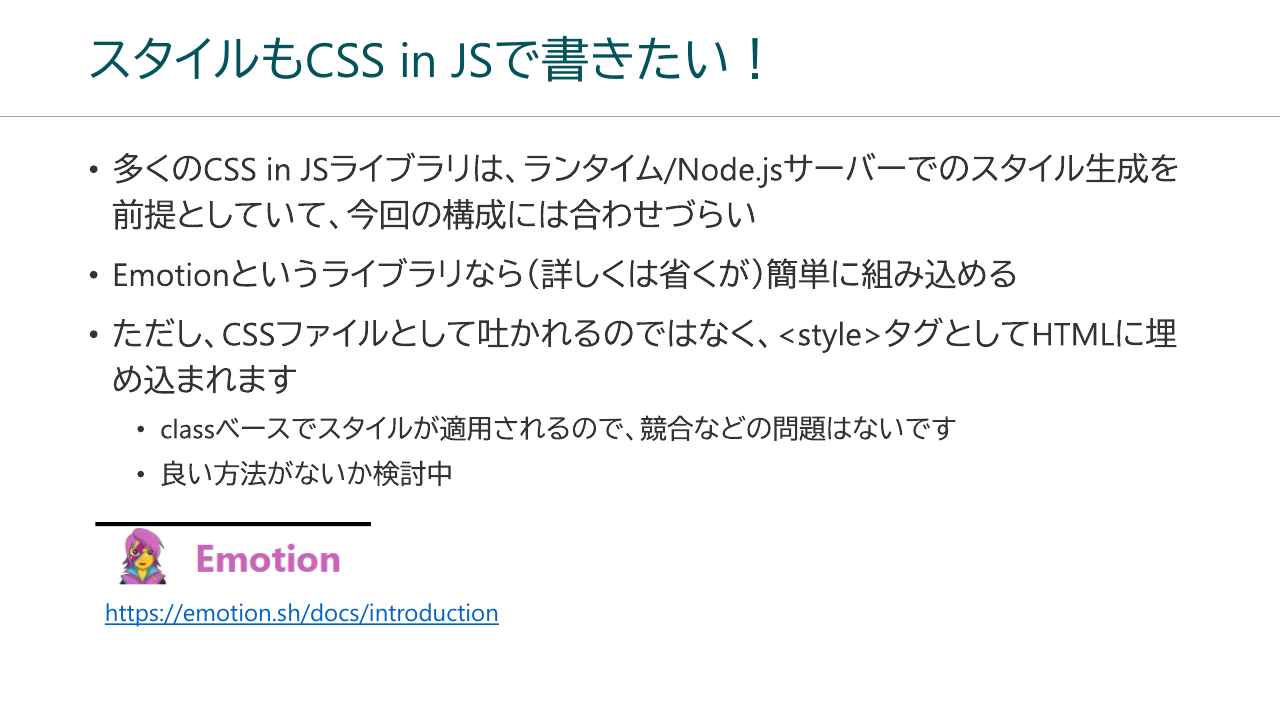 スタイルもCSS in JSで書きたい！
• 多くのCSS in JSライブラリは、ランタイム/Node.jsサーバーでのスタイル生成を
前提としていて、今回の構成には合わせづらい
• Emotionというライブラリなら（詳しくは省くが）簡単に組み込める
• ただし、CSSファイルとして吐かれるのではなく、<style>タグとしてHTMLに埋
め込まれます
• classベースでスタイルが適用されるので、競合などの問題はないです
• 良い方法がないか検討中
Emotion
https://emotion.sh/docs/introduction